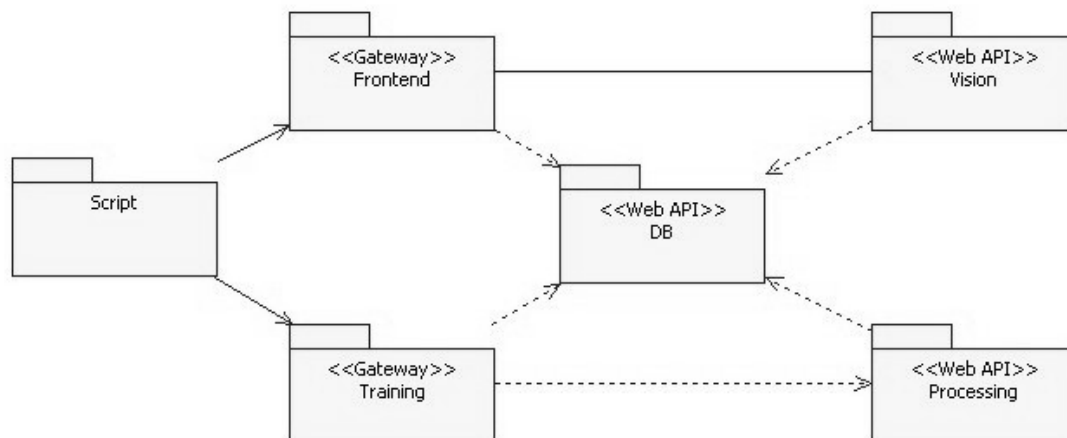 <<Gateway>>
Frontend
<<Web API>>
Vision
Script
<<Web API>>
DB
<<Gateway>>
Training
<<Web API>>
Processing